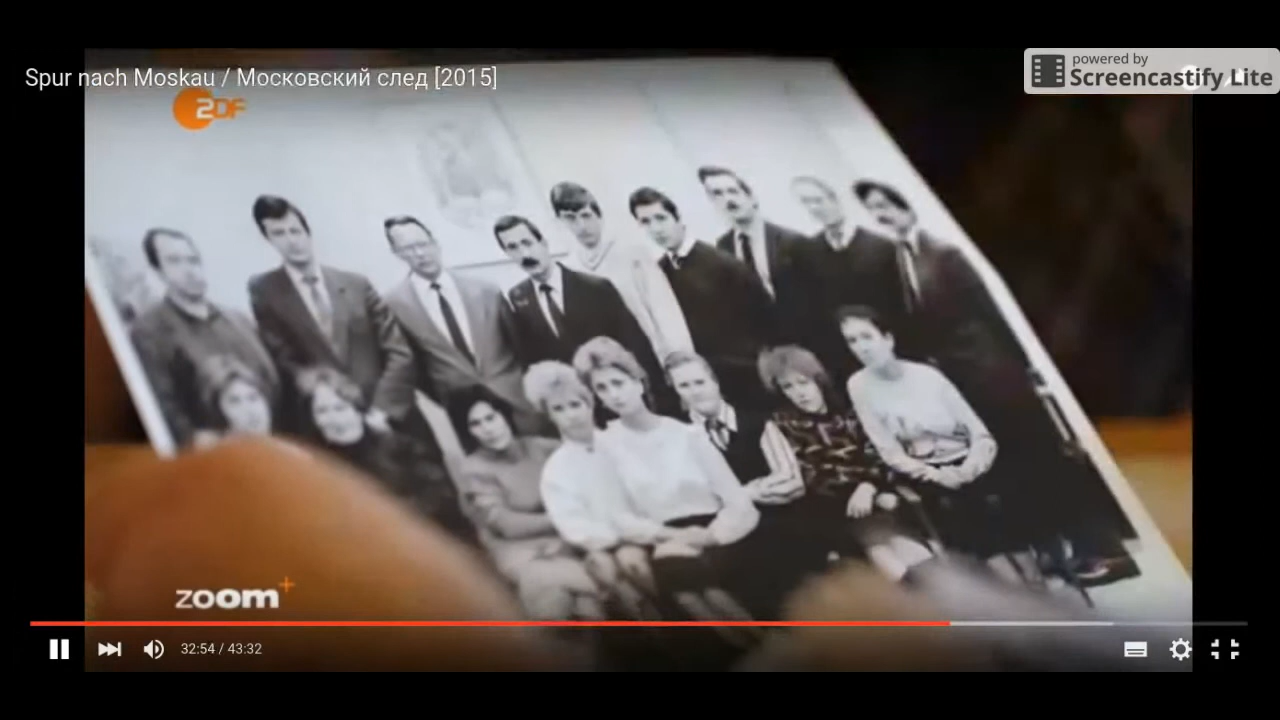 Spur nach Moskau / Московский след [2015]
powered by
Screencastify Lite
2DF
zoom+
32:54 / 43:32